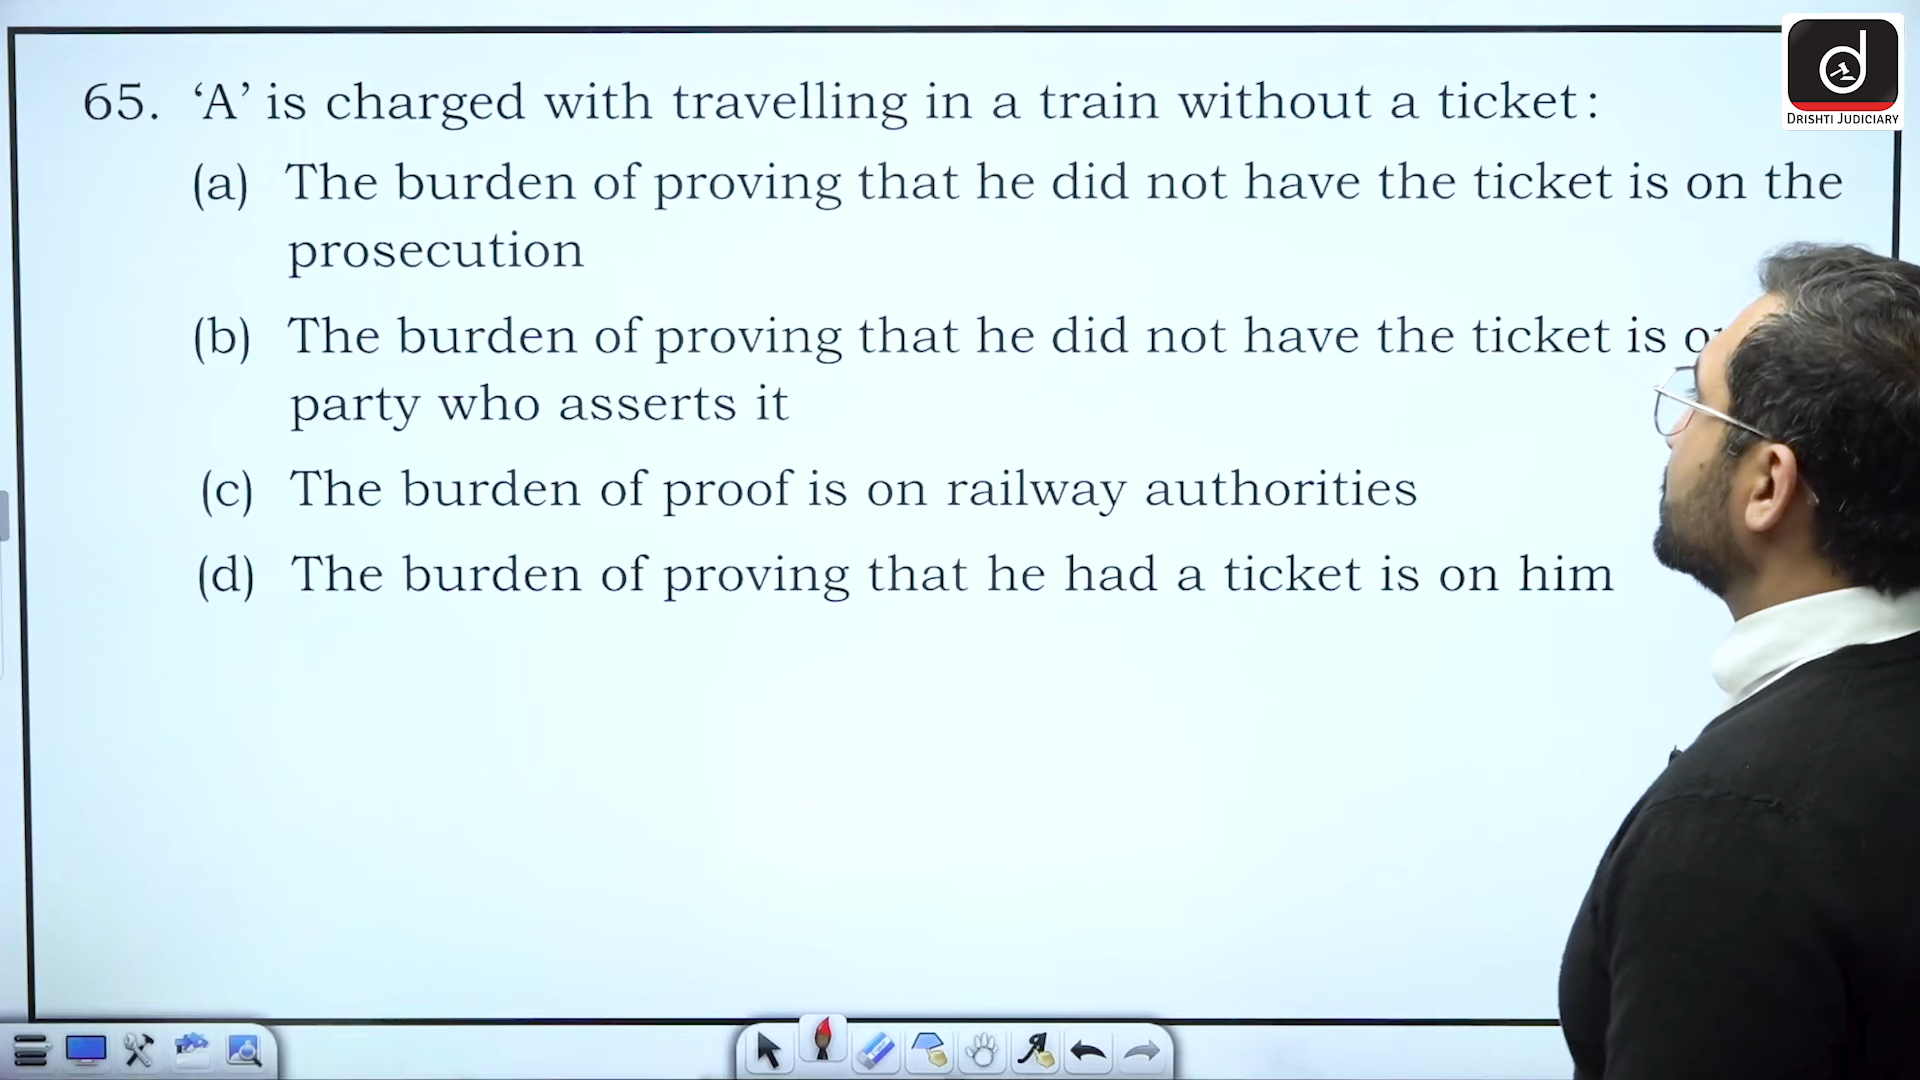 65. ‘A’ is charged with travelling in a train without a ticket:
(a) The burden of proving that he did not have the ticket is on the
prosecution
(b) The burden of proving that he did not have the ticket is
party who asserts it
(c) The burden of proof is on railway authorities
(d) The burden of proving that he had a ticket is on him
DRISHTI JUDICIARY